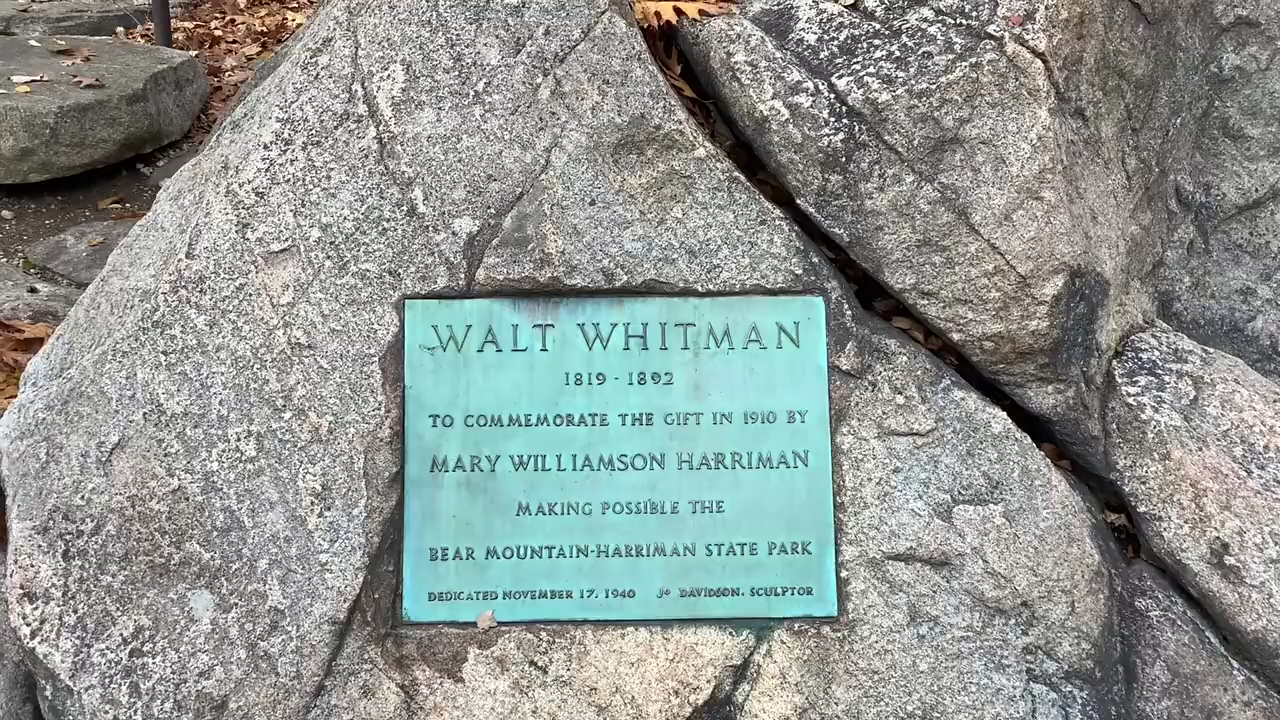 WALT WHITMAN
1819 - 1892
TO COMMEMORATE THE GIFT IN 1910 BY
MARY WILLIAMSON HARRIMAN
MAKING POSSIBLE THE
BEAR MOUNTAIN-HARRIMAN STATE PARK
DEDICATED NOVEMBER 17, 1940 Jo DAVIDSON, SCULPTOR